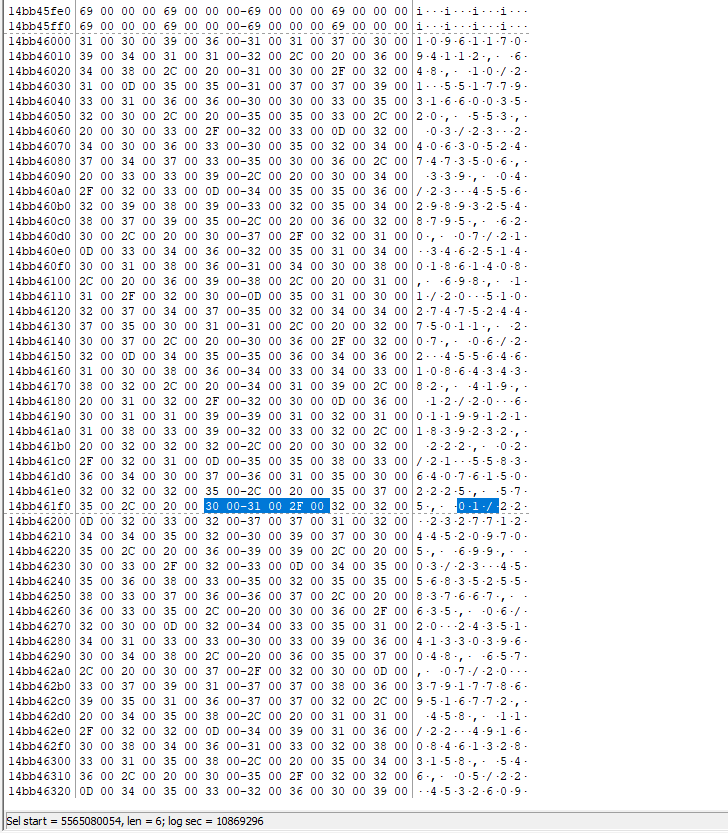 14bb45fe0 69 00 00 00 69 00 00 00-69 00 00 00 69 00 00 00 i···i···i···i···
14bb45ff0 69 00 00 00 69 00 00 00-69 00 00 00 69 00 00 00 i···i···i···i···
14bb46000 31 00 30 00 39 00 36 00-31 00 31 00 37 00 30 00 1·0·9·6·1·1·7·0·
14bb46010 39 00 34 00 31 00 31 00-32 00 2C 00 20 00 36 00 9·4·1·1·2·,· ·6·
14bb46020 34 00 38 00 2C 00 20 00-31 00 30 00 2F 00 32 00 4·8·,· ·1·0·/·2·
14bb46030 31 00 0D 00 35 00 35 00-31 00 37 00 37 00 39 00 1···5·5·1·7·7·9·
14bb46040 33 00 31 00 36 00 36 00-30 00 30 00 33 00 35 00 3·1·6·6·0·0·3·5·
14bb46050 32 00 30 00 2C 00 20 00-35 00 35 00 33 00 2C 00 2·0·,· ·5·5·3·,·
14bb46060 20 00 30 00 33 00 2F 00-32 00 33 00 0D 00 32 00  ·0·3·/·2·3···2·
14bb46070 34 00 30 00 36 00 33 00-30 00 35 00 32 00 34 00 4·0·6·3·0·5·2·4·
14bb46080 37 00 34 00 37 00 33 00-35 00 30 00 36 00 2C 00 7·4·7·3·5·0·6·,·
14bb46090 20 00 33 00 33 00 39 00-2C 00 20 00 30 00 34 00  ·3·3·9·,· ·0·4·
14bb460a0 2F 00 32 00 33 00 0D 00-34 00 35 00 35 00 36 00 /·2·3···4·5·5·6·
14bb460b0 32 00 39 00 38 00 39 00-33 00 32 00 35 00 34 00 2·9·8·9·3·2·5·4·
14bb460c0 38 00 37 00 39 00 35 00-2C 00 20 00 36 00 32 00 8·7·9·5·,· ·6·2·
14bb460d0 30 00 2C 00 20 00 30 00-37 00 2F 00 32 00 31 00 0·,· ·0·7·/·2·1·
14bb460e0 0D 00 33 00 34 00 36 00-32 00 35 00 31 00 34 00 ··3·4·6·2·5·1·4·
14bb460f0 30 00 31 00 38 00 36 00-31 00 34 00 30 00 38 00 0·1·8·6·1·4·0·8·
14bb46100 2C 00 20 00 36 00 39 00-38 00 2C 00 20 00 31 00 ,· ·6·9·8·,· ·1·
14bb46110 31 00 2F 00 32 00 30 00-0D 00 35 00 31 00 30 00 1·/·2·0···5·1·0·
14bb46120 32 00 37 00 34 00 37 00-35 00 32 00 34 00 34 00 2·7·4·7·5·2·4·4·
14bb46130 37 00 35 00 30 00 31 00-31 00 2C 00 20 00 32 00 7·5·0·1·1·,· ·2·
14bb46140 30 00 37 00 2C 00 20 00-30 00 36 00 2F 00 32 00 0·7·,· ·0·6·/·2·
14bb46150 32 00 0D 00 34 00 35 00-35 00 36 00 34 00 36 00 2···4·5·5·6·4·6·
14bb46160 31 00 30 00 38 00 36 00-34 00 33 00 34 00 33 00 1·0·8·6·4·3·4·3·
14bb46170 38 00 32 00 2C 00 20 00-34 00 31 00 39 00 2C 00 8·2·,· ·4·1·9·,·
14bb46180 20 00 31 00 32 00 2F 00-32 00 30 00 0D 00 36 00  ·1·2·/·2·0···6·
14bb46190 30 00 31 00 31 00 39 00-39 00 31 00 32 00 31 00 0·1·1·9·9·1·2·1·
14bb461a0 31 00 38 00 33 00 39 00-32 00 33 00 32 00 2C 00 1·8·3·9·2·3·2·,·
14bb461b0 20 00 32 00 32 00 32 00-2C 00 20 00 30 00 32 00  ·2·2·2·,· ·0·2·
14bb461c0 2F 00 32 00 31 00 0D 00-35 00 35 00 38 00 33 00 /·2·1···5·5·8·3·
14bb461d0 36 00 34 00 30 00 37 00-36 00 31 00 35 00 30 00 6·4·0·7·6·1·5·0·
14bb461e0 32 00 32 00 32 00 35 00-2C 00 20 00 35 00 37 00 2·2·2·5·,· ·5·7·
14bb461f0 35 00 2C 00 20 00 30 00-31 00 2F 00 32 00 32 00 5·,· ·0·1·/·2·2·
14bb46200 0D 00 32 00 33 00 32 00-37 00 37 00 31 00 32 00 ··2·3·2·7·7·1·2·
14bb46210 34 00 34 00 35 00 32 00-30 00 39 00 37 00 30 00 4·4·5·2·0·9·7·0·
14bb46220 35 00 2C 00 20 00 36 00-39 00 39 00 2C 00 20 00 5·,· ·6·9·9·,· ·
14bb46230 30 00 33 00 2F 00 32 00-33 00 0D 00 34 00 35 00 0·3·/·2·3···4·5·
14bb46240 35 00 36 00 38 00 33 00-35 00 32 00 35 00 35 00 5·6·8·3·5·2·5·5·
14bb46250 38 00 33 00 37 00 36 00-36 00 37 00 2C 00 20 00 8·3·7·6·6·7·,· ·
14bb46260 36 00 33 00 35 00 2C 00-20 00 30 00 36 00 2F 00 6·3·5·,· ·0·6·/·
14bb46270 32 00 30 00 0D 00 32 00-34 00 33 00 35 00 31 00 2·0···2·4·3·5·1·
14bb46280 34 00 31 00 33 00 33 00-30 00 33 00 39 00 36 00 4·1·3·3·0·3·9·6·
14bb46290 30 00 34 00 38 00 2C 00-20 00 36 00 35 00 37 00 0·4·8·,· ·6·5·7·
14bb462a0 2C 00 20 00 30 00 37 00-2F 00 32 00 30 00 0D 00 ,· ·0·7·/·2·0···
14bb462b0 33 00 37 00 39 00 31 00-37 00 37 00 38 00 36 00 3·7·9·1·7·7·8·6·
14bb462c0 39 00 35 00 31 00 36 00-37 00 37 00 32 00 2C 00 9·5·1·6·7·7·2·,·
14bb462d0 20 00 34 00 35 00 38 00-2C 00 20 00 31 00 31 00  ·4·5·8·,· ·1·1·
14bb462e0 2F 00 32 00 32 00 0D 00-34 00 39 00 31 00 36 00 /·2·2···4·9·1·6·
14bb462f0 30 00 38 00 34 00 36 00-31 00 33 00 32 00 38 00 0·8·4·6·1·3·2·8·
14bb46300 33 00 31 00 35 00 38 00-2C 00 20 00 35 00 34 00 3·1·5·8·,· ·5·4·
14bb46310 36 00 2C 00 20 00 30 00-35 00 2F 00 32 00 32 00 6·,· ·0·5·/·2·2·
14bb46320 0D 00 34 00 35 00 33 00-32 00 36 00 30 00 39 00 ··4·5·3·2·6·0·9·
Sel start = 5565080054, len = 6; log sec = 10869296